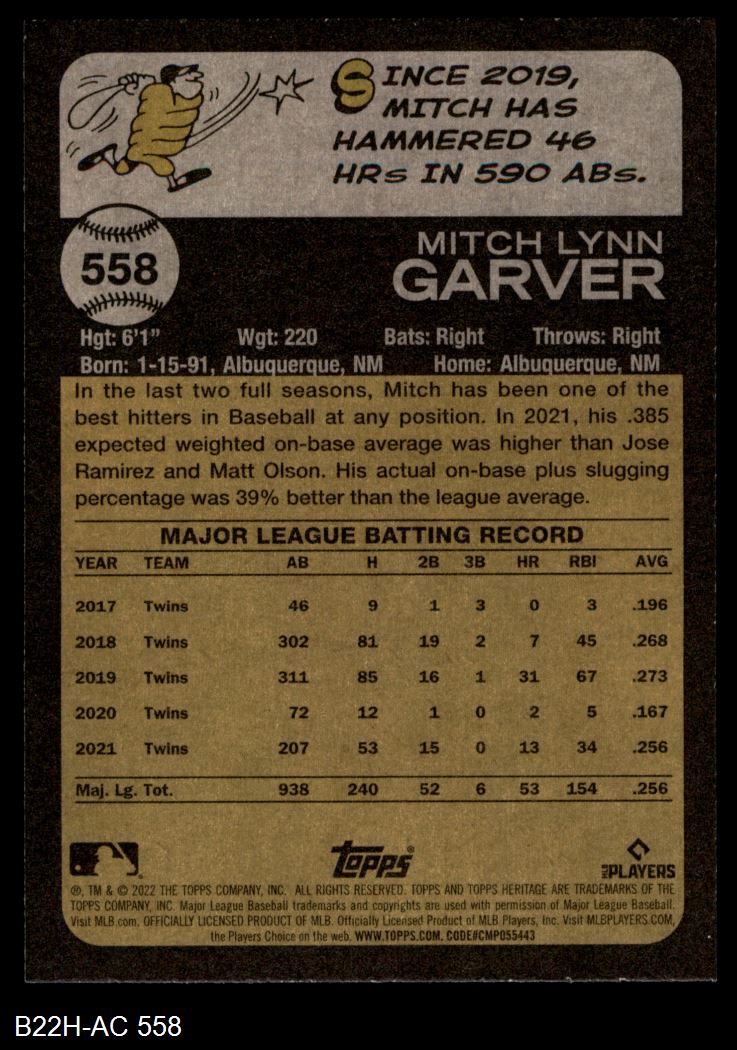 SINCE 2019,
MITCH HAS
HAMMERED 46
HRs IN 590 ABs.
558
MITCH LYNN
GARVER
Hgt: 6'1" Wgt: 220 Bats: Right Throws: Right
Born: 1-15-91, Albuquerque, NM Home: Albuquerque, NM
In the last two full seasons, Mitch has been one of the
best hitters in Baseball at any position. In 2021, his .385
expected weighted on-base average was higher than Jose
Ramirez and Matt Olson. His actual on-base plus slugging
percentage was 39% better than the league average.
MAJOR LEAGUE BATTING RECORD
YEAR TEAM AB H 2B 3B HR RBI AVG
2017 Twins 46 9 1 3 0 3 .196
2018 Twins 302 81 19 2 7 45 .268
2019 Twins 311 85 16 1 31 67 .273
2020 Twins 72 12 1 0 2 5 .167
2021 Twins 207 53 15 0 13 34 .256
Maj. Lg. Tot. 938 240 52 6 53 154 .256
Topps
MLB PLAYERS
®, TM & © 2022 THE TOPPS COMPANY, INC. ALL RIGHTS RESERVED. TOPPS AND TOPPS HERITAGE ARE TRADEMARKS OF THE
TOPPS COMPANY, INC. Major League Baseball trademarks and copyrights are used with permission of Major League Baseball.
Visit MLB.com. OFFICIALLY LICENSED PRODUCT OF MLB. Officially Licensed Product of MLB Players, Inc. Visit MLBPLAYERS.COM,
the Players Choice on the web. WWW.TOPPS.COM. CODE#CMP055443
B22H-AC 558